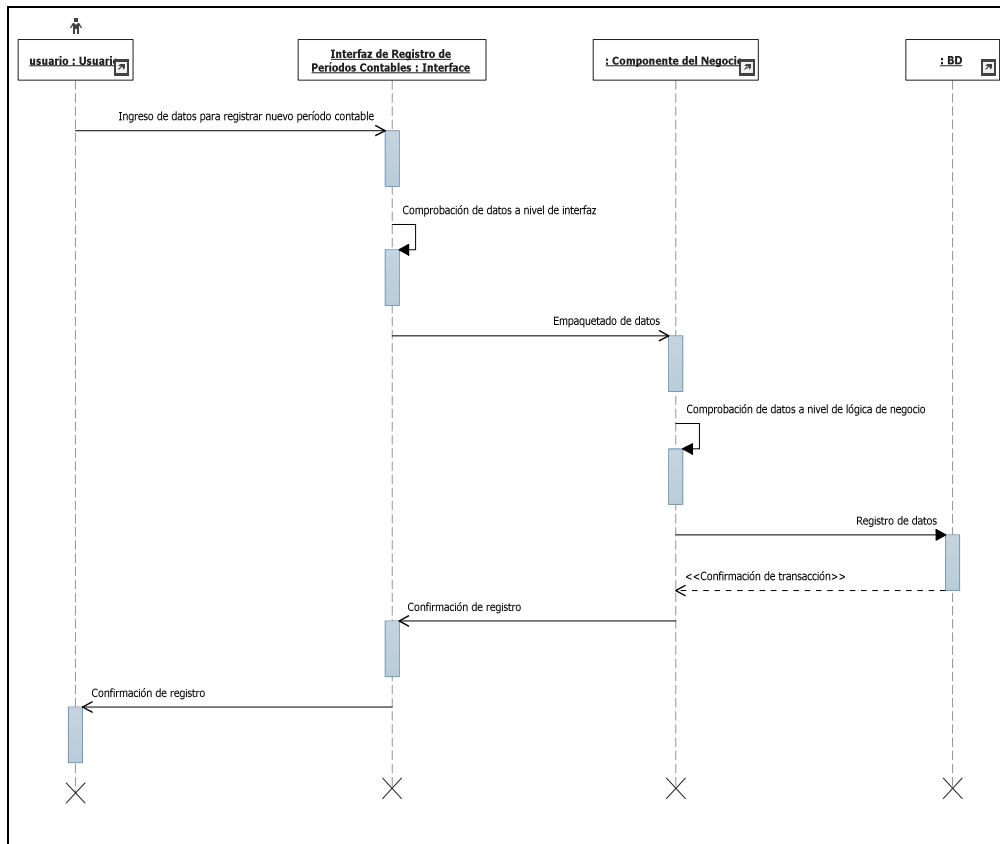 usuario : Usuario
Interfaz de Registro de
Períodos Contables : Interface
: Componente del Negocio
: BD
Ingreso de datos para registrar nuevo período contable
Comprobación de datos a nivel de interfaz
Empaquetado de datos
Comprobación de datos a nivel de lógica de negocio
Registro de datos
<<Confirmación de transacción>>
Confirmación de registro
Confirmación de registro